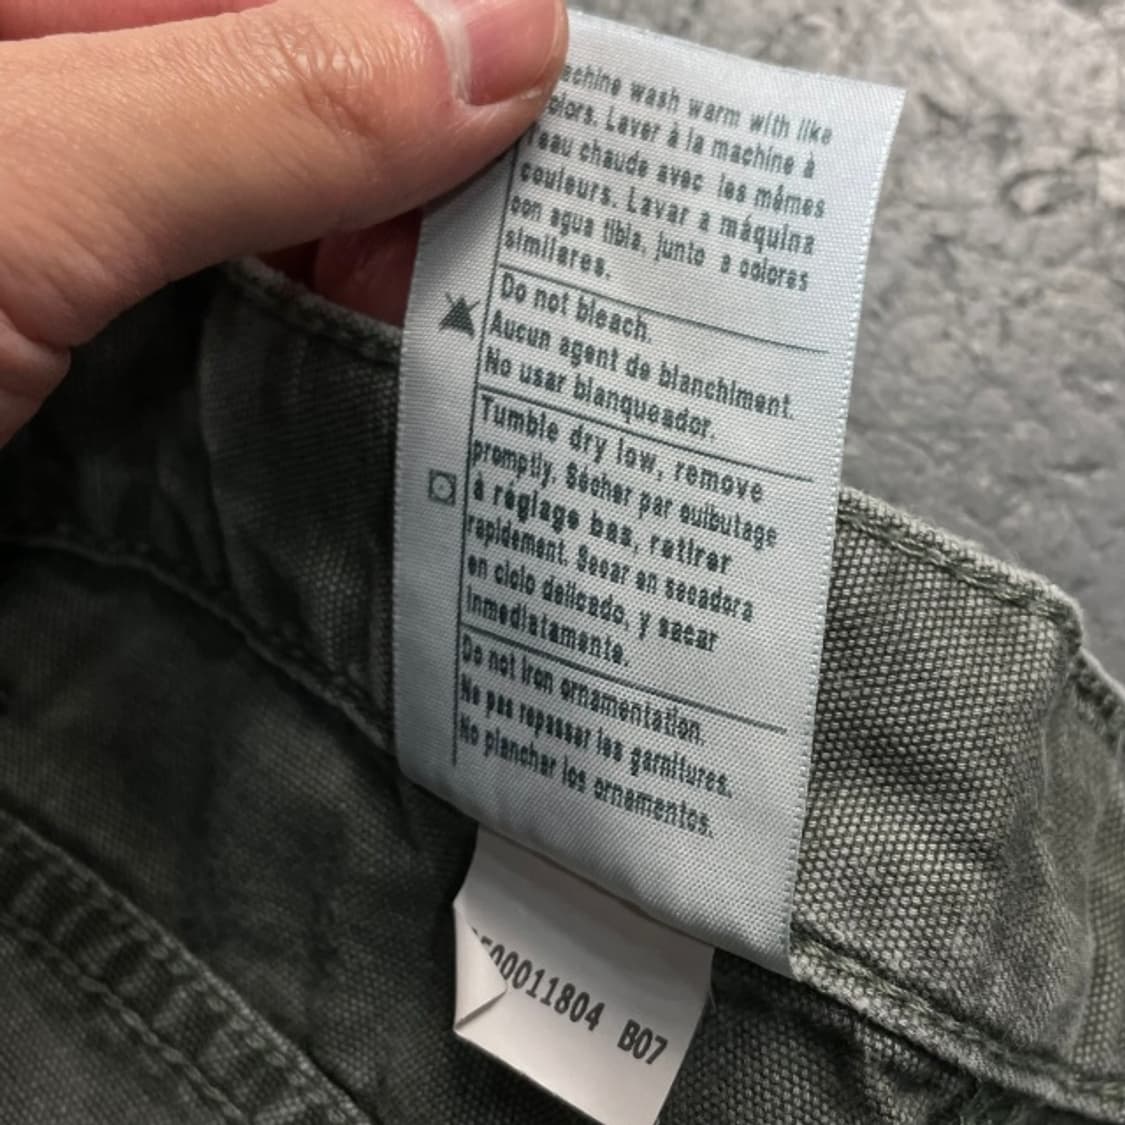 achine wash warm with like
olors. Laver à la machine à
l'eau chaude avec les mêmes
couleurs. Lavar a máquina
con agua tibia, junto a colores
similares.
Do not bleach.
Aucun agent de blanchiment.
No usar blanqueador.
Tumble dry low, remove
promptly. Sécher par culbutage
à réglage bas, retirer
rapidement. Secar en secadora
en ciclo delicado, y sacar
inmediatamente.
Do not iron ornamentation.
Ne pas repasser les garnitures.
No planchar los ornamentos.
00011804 B07